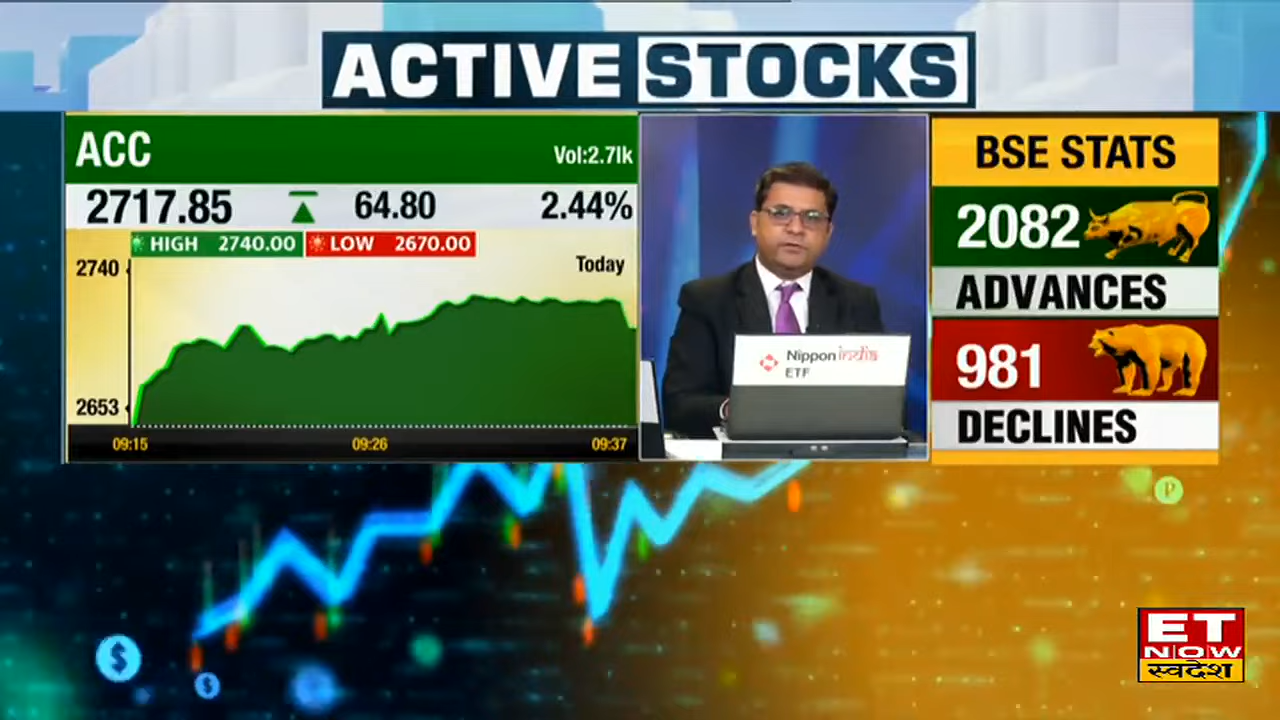 ACTIVE STOCKS
ACC
Vol:2.71k
2717.85 64.80 2.44%
HIGH 2740.00 LOW 2670.00
2740
Today
2653
09:15 09:26 09:37
Nippon india
ETF
BSE STATS
2082
ADVANCES
981
DECLINES
P
$
$
ET
NOW
स्वदेश